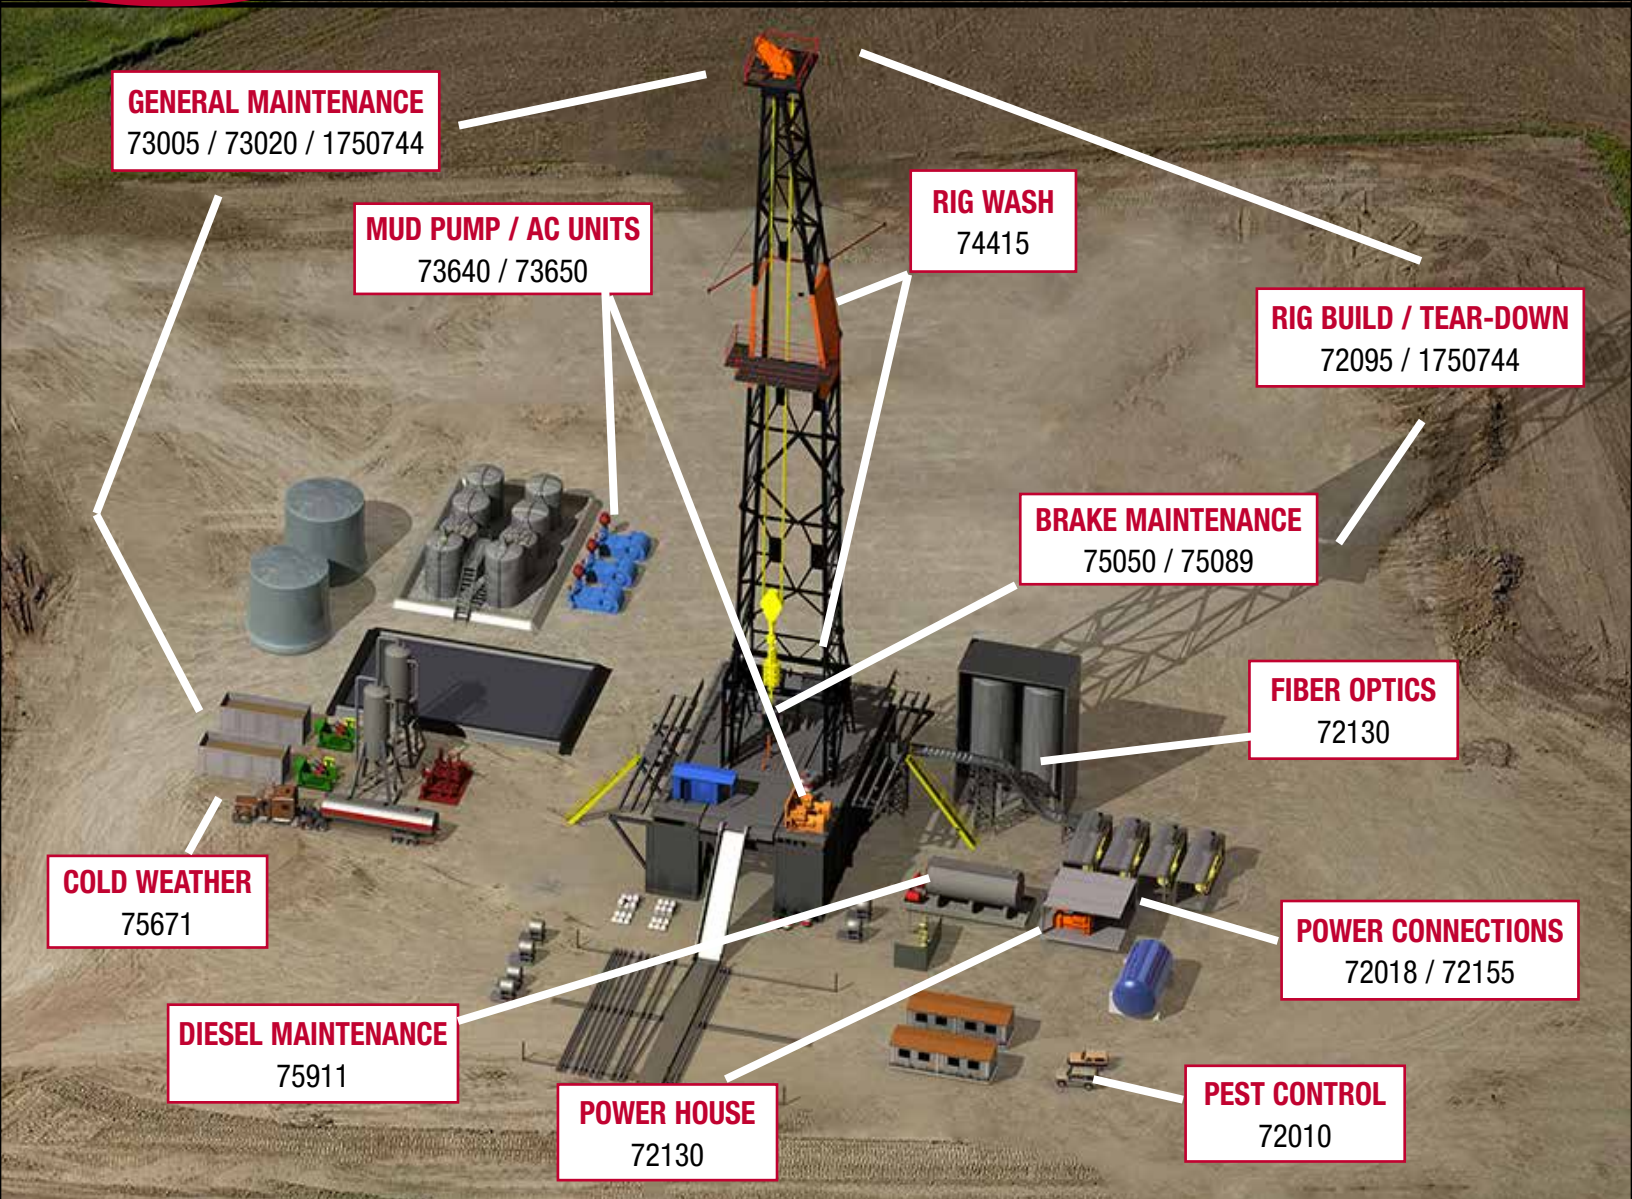 GENERAL MAINTENANCE
73005 / 73020 / 1750744
MUD PUMP / AC UNITS
73640 / 73650
RIG WASH
74415
RIG BUILD / TEAR-DOWN
72095 / 1750744
BRAKE MAINTENANCE
75050 / 75089
FIBER OPTICS
72130
COLD WEATHER
75671
POWER CONNECTIONS
72018 / 72155
DIESEL MAINTENANCE
75911
POWER HOUSE
72130
PEST CONTROL
72010